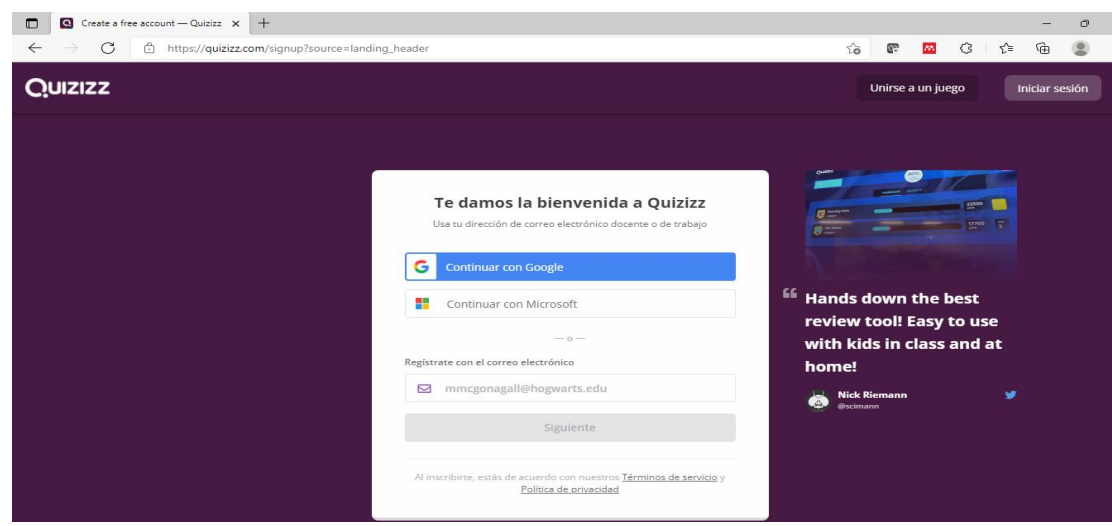 Create a free account — Quizizz
https://quizizz.com/signup?source=landing_header
Quizizz
Unirse a un juego
Iniciar sesión
Te damos la bienvenida a Quizizz
Usa tu dirección de correo electrónico docente o de trabajo
Continuar con Google
Continuar con Microsoft
— o —
Regístrate con el correo electrónico
mmcgonagall@hogwarts.edu
Siguiente
Al inscribirte, estás de acuerdo con nuestros Términos de servicio y
Política de privacidad
“ Hands down the best
review tool! Easy to use
with kids in class and at
home!
Nick Riemann
@scimann